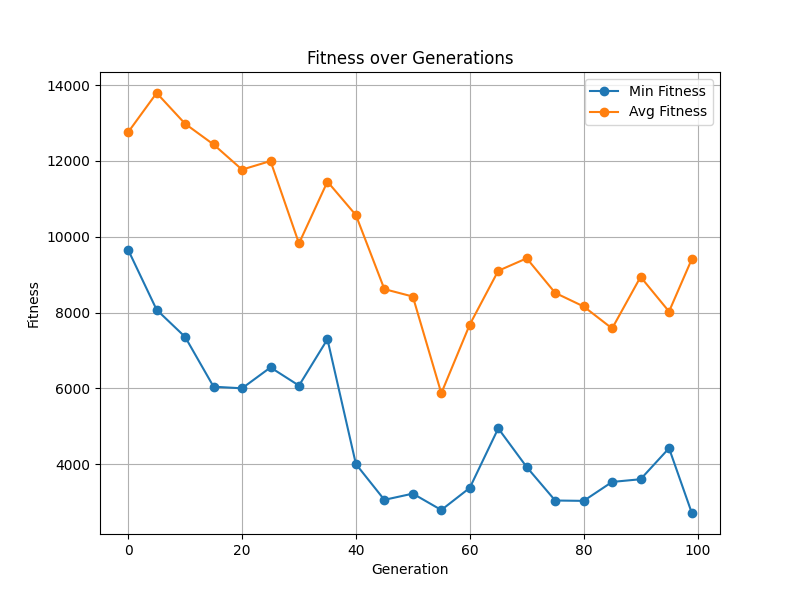 Fitness over Generations
Min Fitness
Avg Fitness
14000
12000
10000
8000
6000
4000
Fitness
0 20 40 60 80 100
Generation